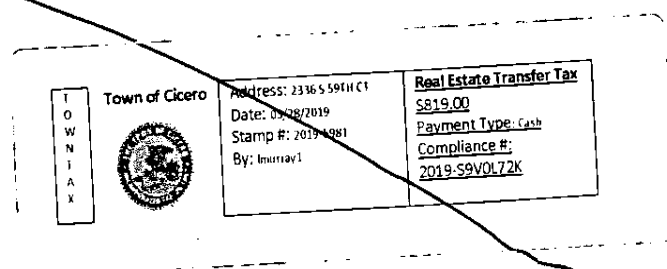 TOWN TAX
Town of Cicero
Address: 2336 S 59TH CT
Date: 03/28/2019
Stamp #: 2019-
By: lmurray1
Real Estate Transfer Tax
$819.00
Payment Type: Cash
Compliance #:
2019-S9V0L72K